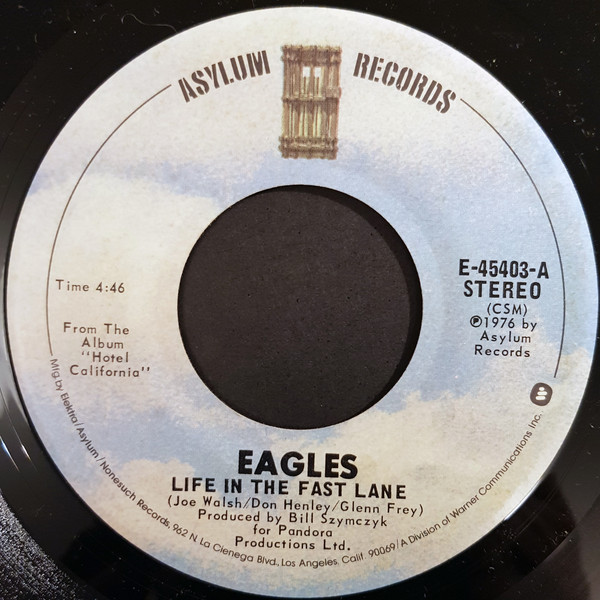 ASYLUM RECORDS
Time 4:46
From The
Album
"Hotel
California"
E-45403-A
STEREO
(CSM)
℗1976 by
Asylum
Records
EAGLES
LIFE IN THE FAST LANE
(Joe Walsh/Don Henley/Glenn Frey)
Produced by Bill Szymczyk
for Pandora
Productions Ltd.
Mfg by Elektra/Asylum/Nonesuch Records, 962 N. La Cienega Blvd., Los Angeles, Calif. 90069/A Division of Warner Communications Inc.